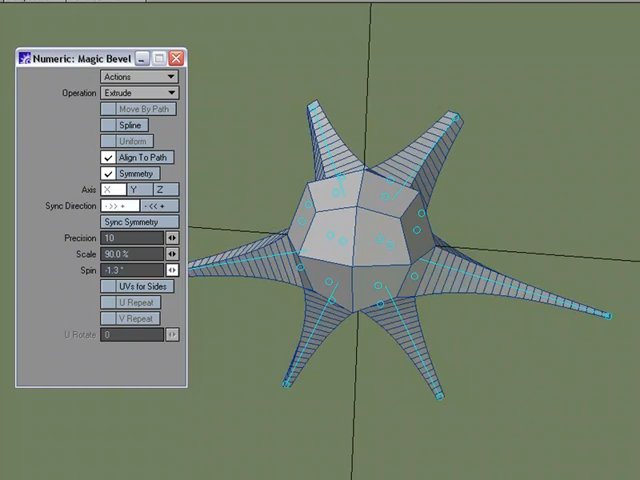 Numeric: Magic Bevel
Actions
Operation Extrude
Move By Path
Spline
Uniform
Align To Path
Symmetry
Axis X Y Z
Sync Direction ->> + -<< +
Sync Symmetry
Precision 10
Scale 90.0 %
Spin -1.3 °
UVs for Sides
U Repeat
V Repeat
U Rotate 0